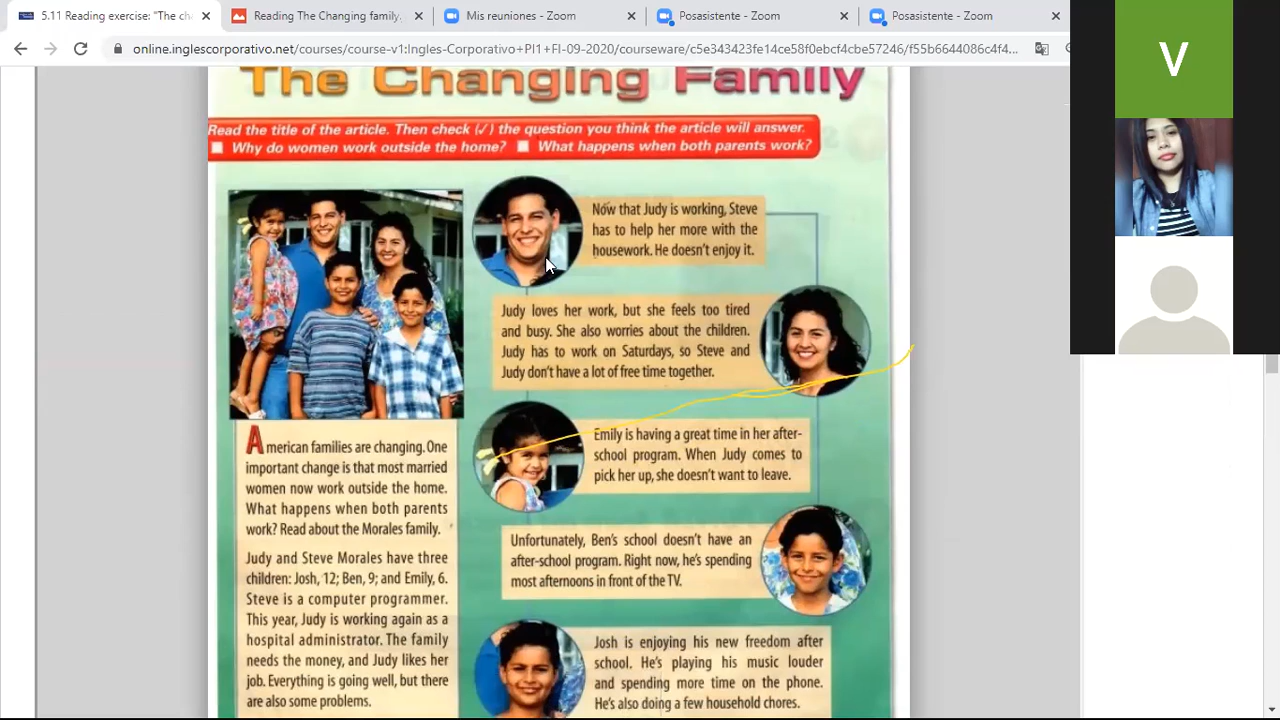 5.11 Reading exercise: "The cha
Reading The Changing family.
Mis reuniones - Zoom
Posasistente - Zoom
Posasistente - Zoom
online.inglescorporativo.net/courses/course-v1:Ingles-Corporativo+PI1+FI-09-2020/courseware/c5e343423fe14ce58f0ebcf4cbe57246/f55b6644086c4f4...
V
The Changing Family
Read the title of the article. Then check (✓) the question you think the article will answer.
Why do women work outside the home? What happens when both parents work?
Now that Judy is working, Steve
has to help her more with the
housework. He doesn't enjoy it.
Judy loves her work, but she feels too tired
and busy. She also worries about the children.
Judy has to work on Saturdays, so Steve and
Judy don't have a lot of free time together.
Emily is having a great time in her after-
school program. When Judy comes to
pick her up, she doesn't want to leave.
Unfortunately, Ben's school doesn't have an
after-school program. Right now, he's spending
most afternoons in front of the TV.
Josh is enjoying his new freedom after
school. He's playing his music louder
and spending more time on the phone.
He's also doing a few household chores.
American families are changing. One
important change is that most married
women now work outside the home.
What happens when both parents
work? Read about the Morales family.
Judy and Steve Morales have three
children: Josh, 12; Ben, 9; and Emily, 6.
Steve is a computer programmer.
This year, Judy is working again as a
hospital administrator. The family
needs the money, and Judy likes her
job. Everything is going well, but there
are also some problems.